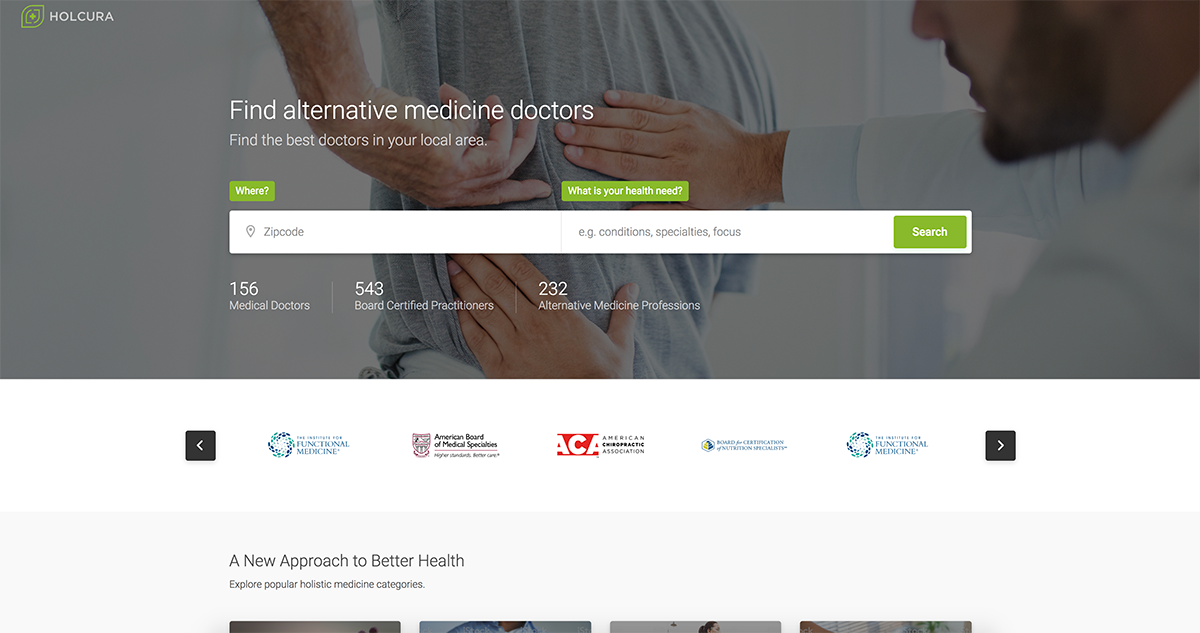 HOLCURA
Find alternative medicine doctors
Find the best doctors in your local area.
Where?
What is your health need?
Zipcode
e.g. conditions, specialties, focus
Search
156
Medical Doctors
543
Board Certified Practitioners
232
Alternative Medicine Professions
THE INSTITUTE FOR
FUNCTIONAL
MEDICINE®
American Board
of Medical Specialties
Higher standards. Better care.®
ACA
AMERICAN
CHIROPRACTIC
ASSOCIATION
BOARD for CERTIFICATION
of NUTRITION SPECIALISTS℠
THE INSTITUTE FOR
FUNCTIONAL
MEDICINE®
A New Approach to Better Health
Explore popular holistic medicine categories.